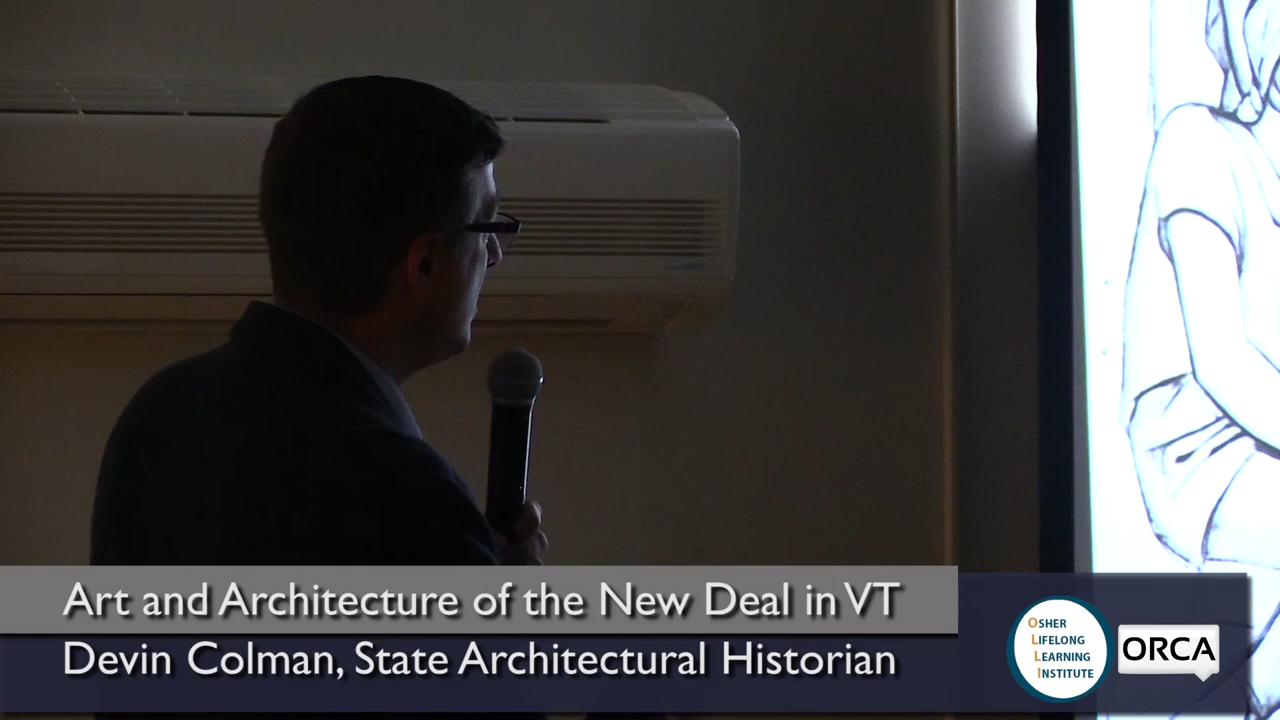 Art and Architecture of the New Deal in VT
Devin Colman, State Architectural Historian
OSHER
LIFELONG
LEARNING
INSTITUTE
ORCA